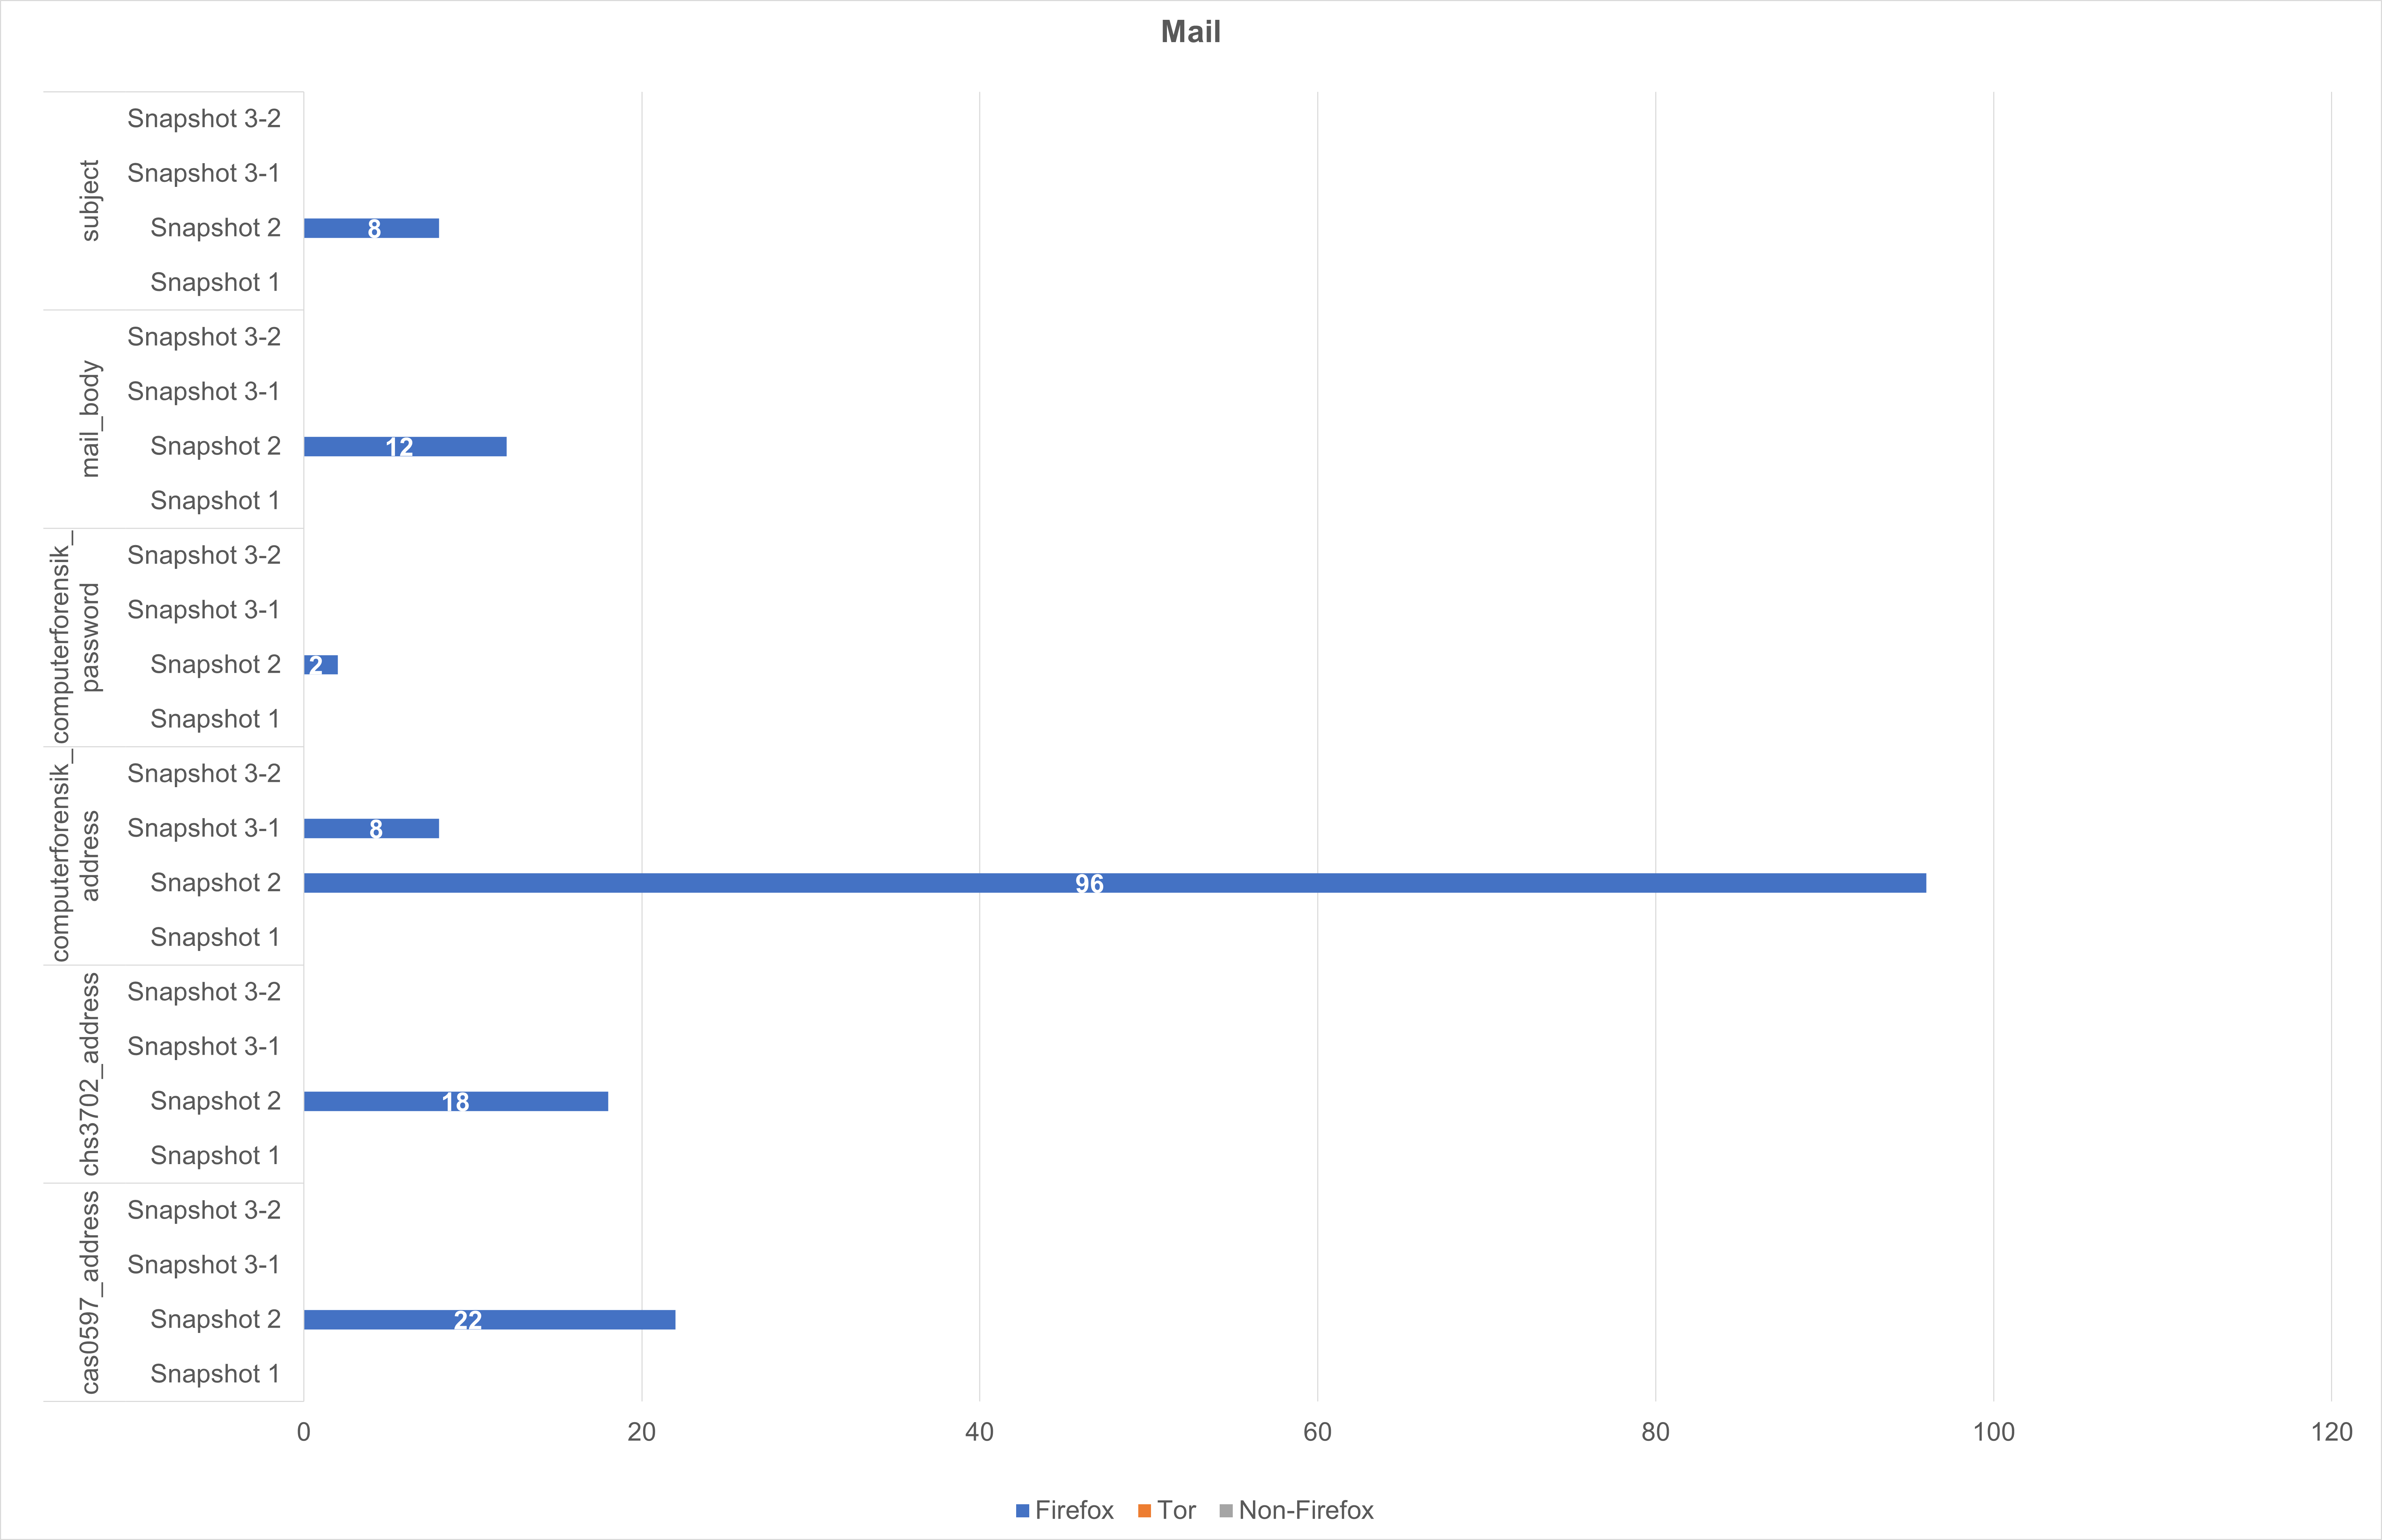 Mail
subject
Snapshot 3-2
Snapshot 3-1
Snapshot 2
8
Snapshot 1
mail_body
Snapshot 3-2
Snapshot 3-1
Snapshot 2
12
Snapshot 1
computerforensik_
password
Snapshot 3-2
Snapshot 3-1
Snapshot 2
2
Snapshot 1
computerforensik_
address
Snapshot 3-2
Snapshot 3-1
8
Snapshot 2
96
Snapshot 1
chs3702_address
Snapshot 3-2
Snapshot 3-1
Snapshot 2
18
Snapshot 1
cas0597_address
Snapshot 3-2
Snapshot 3-1
Snapshot 2
22
Snapshot 1
0 20 40 60 80 100 120
Firefox Tor Non-Firefox